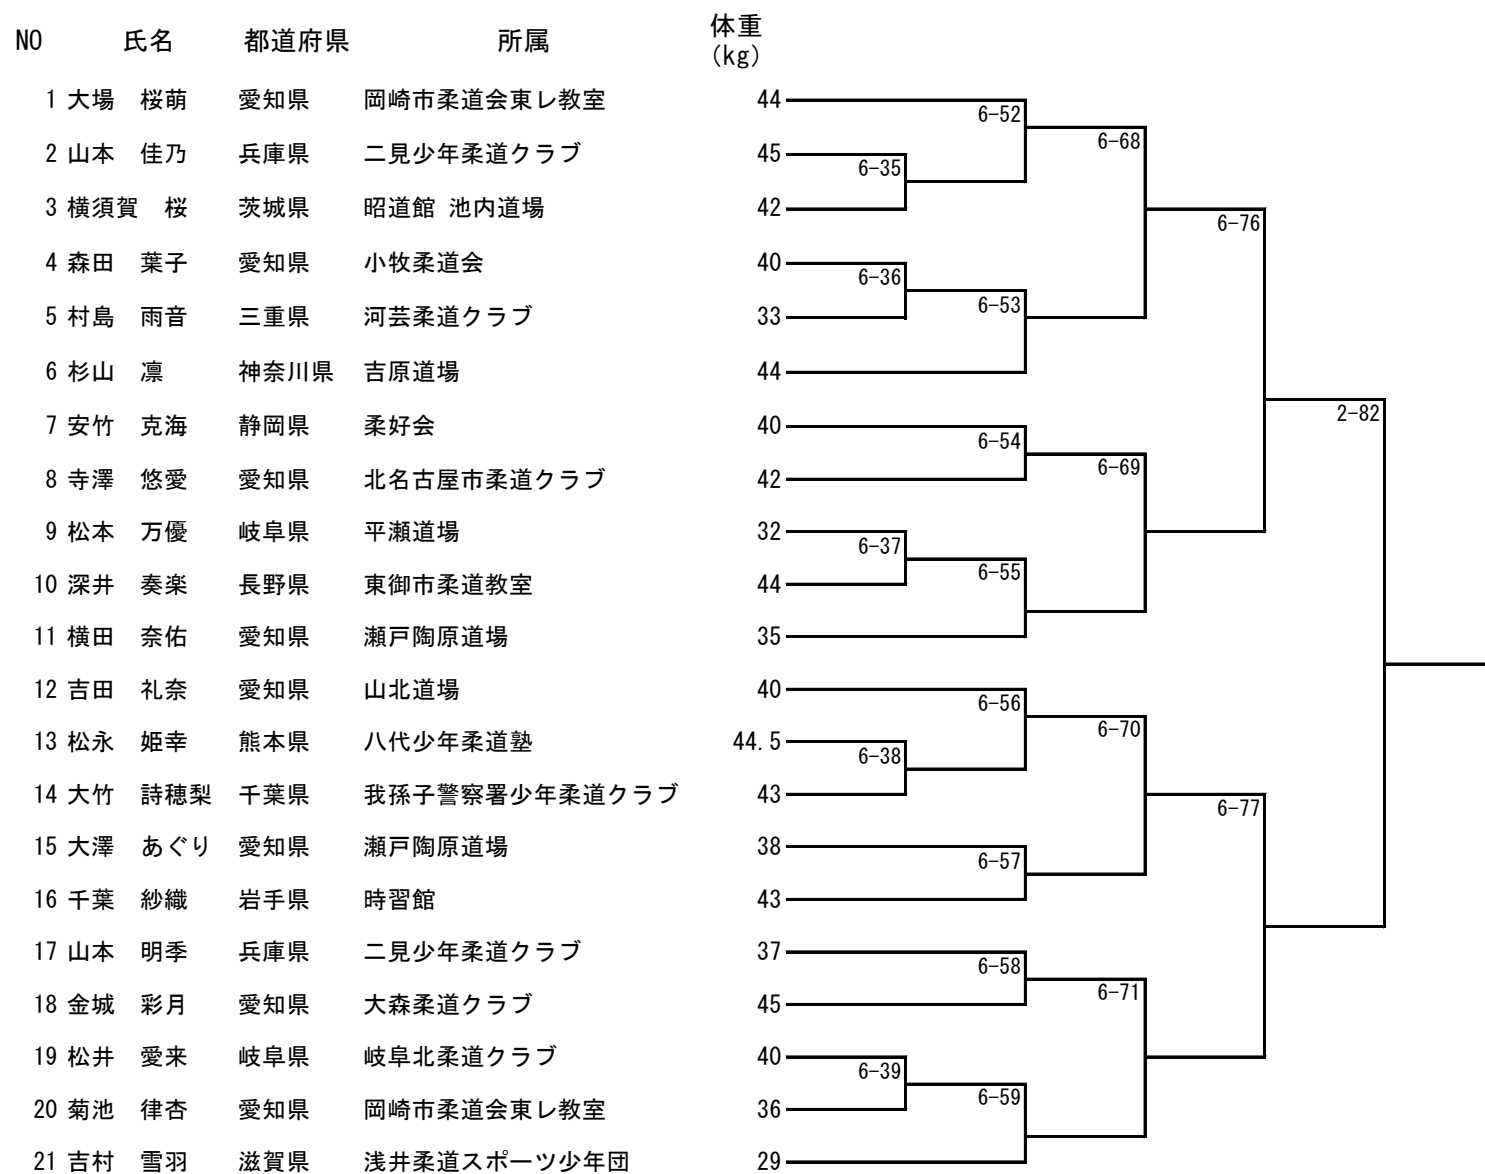 NO 氏名 都道府県 所属 体重(kg)
1 大場 桜萌 愛知県 岡崎市柔道会東レ教室 44
6-52
6-68
2 山本 佳乃 兵庫県 二見少年柔道クラブ 45
6-35
3 横須賀 桜 茨城県 昭道館 池内道場 42
6-76
4 森田 葉子 愛知県 小牧柔道会 40
6-36
6-53
5 村島 雨音 三重県 河芸柔道クラブ 33
6 杉山 凛 神奈川県 吉原道場 44
2-82
7 安竹 克海 静岡県 柔好会 40
6-54
6-69
8 寺澤 悠愛 愛知県 北名古屋市柔道クラブ 42
9 松本 万優 岐阜県 平瀬道場 32
6-37
6-55
10 深井 奏楽 長野県 東御市柔道教室 44
11 横田 奈佑 愛知県 瀬戸陶原道場 35
12 吉田 礼奈 愛知県 山北道場 40
6-56
6-70
13 松永 姫幸 熊本県 八代少年柔道塾 44.5
6-38
14 大竹 詩穂梨 千葉県 我孫子警察署少年柔道クラブ 43
6-77
15 大澤 あぐり 愛知県 瀬戸陶原道場 38
6-57
16 千葉 紗織 岩手県 時習館 43
17 山本 明季 兵庫県 二見少年柔道クラブ 37
6-58
6-71
18 金城 彩月 愛知県 大森柔道クラブ 45
19 松井 愛来 岐阜県 岐阜北柔道クラブ 40
6-39
6-59
20 菊池 律杏 愛知県 岡崎市柔道会東レ教室 36
21 吉村 雪羽 滋賀県 浅井柔道スポーツ少年団 29